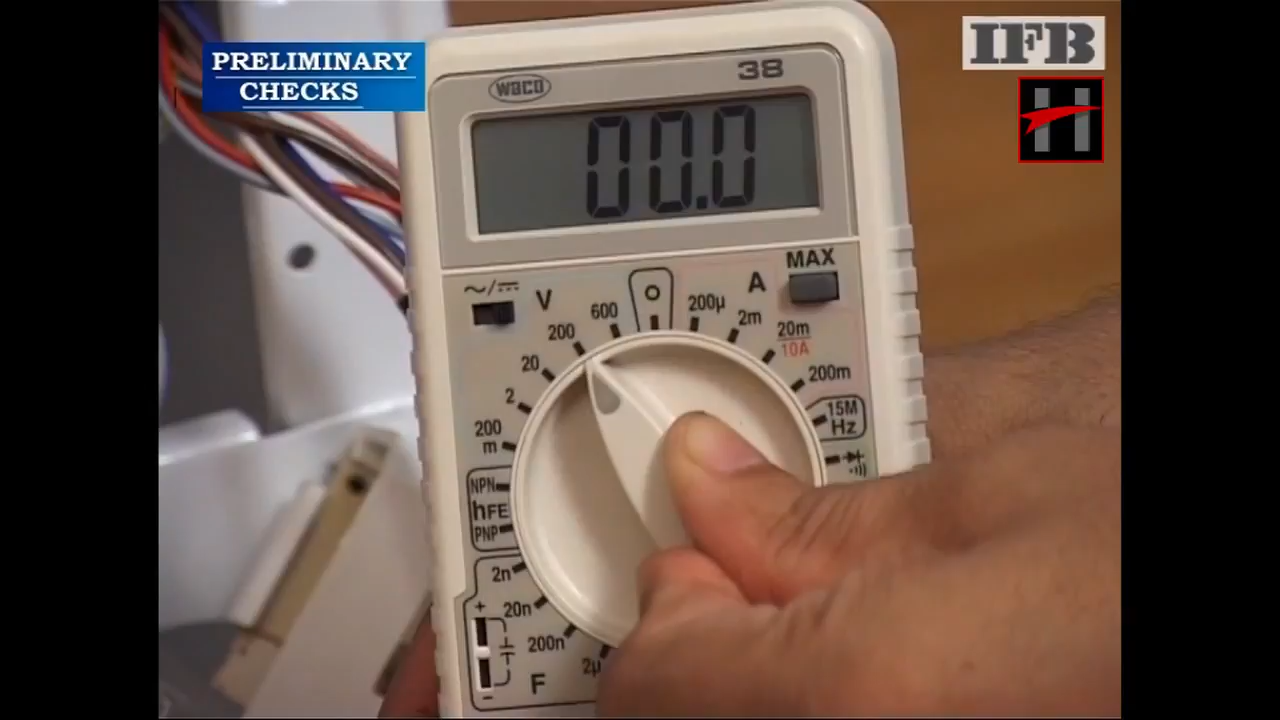 PRELIMINARY
CHECKS
IFB
H
waco
38
00.0
MAX
~/⎓
V
A
600
200
20
2
200
m
O
200μ
2m
20m
10A
200m
15M
Hz
NPN
hFE
PNP
2n
20n
200n
2μ
F
+
-